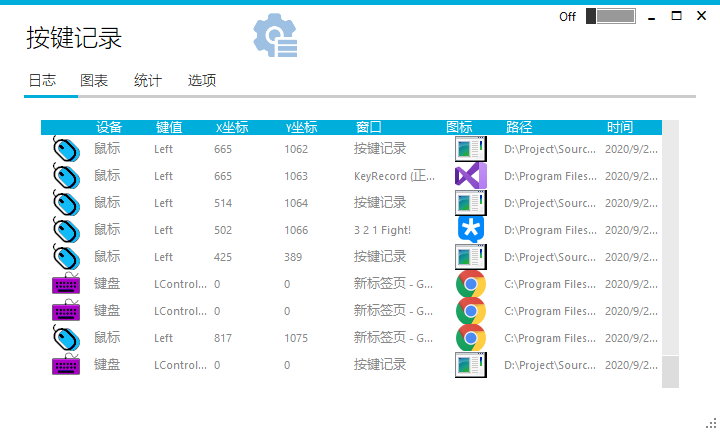 Off
按键记录
日志 图表 统计 选项
设备 键值 X坐标 Y坐标 窗口 图标 路径 时间
鼠标 Left 665 1062 按键记录 D:\Project\Sourc... 2020/9/2...
鼠标 Left 665 1063 KeyRecord (正... D:\Program Files... 2020/9/2...
鼠标 Left 514 1064 按键记录 D:\Project\Sourc... 2020/9/2...
鼠标 Left 502 1066 3 2 1 Fight! D:\Program Files... 2020/9/2...
鼠标 Left 425 389 按键记录 D:\Project\Sourc... 2020/9/2...
键盘 LControl... 0 0 新标签页 - G... C:\Program Files... 2020/9/2...
键盘 LControl... 0 0 新标签页 - G... C:\Program Files... 2020/9/2...
鼠标 Left 817 1075 新标签页 - G... C:\Program Files... 2020/9/2...
键盘 LControl... 0 0 按键记录 D:\Project\Sourc... 2020/9/2...